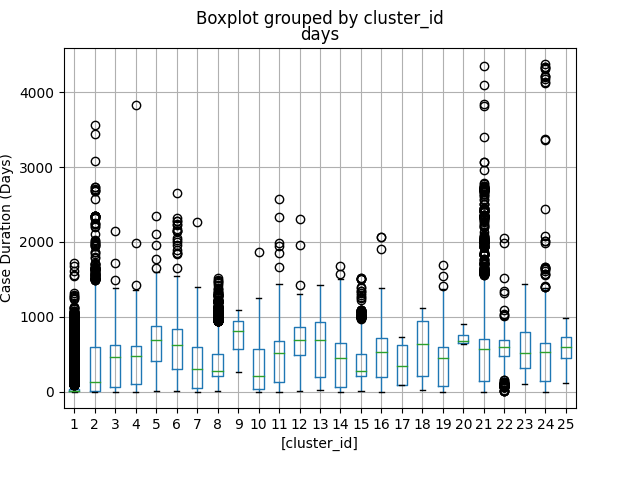 Boxplot grouped by cluster_id
days
Case Duration (Days)
4000
3000
2000
1000
0
1 2 3 4 5 6 7 8 9 10 11 12 13 14 15 16 17 18 19 20 21 22 23 24 25
[cluster_id]